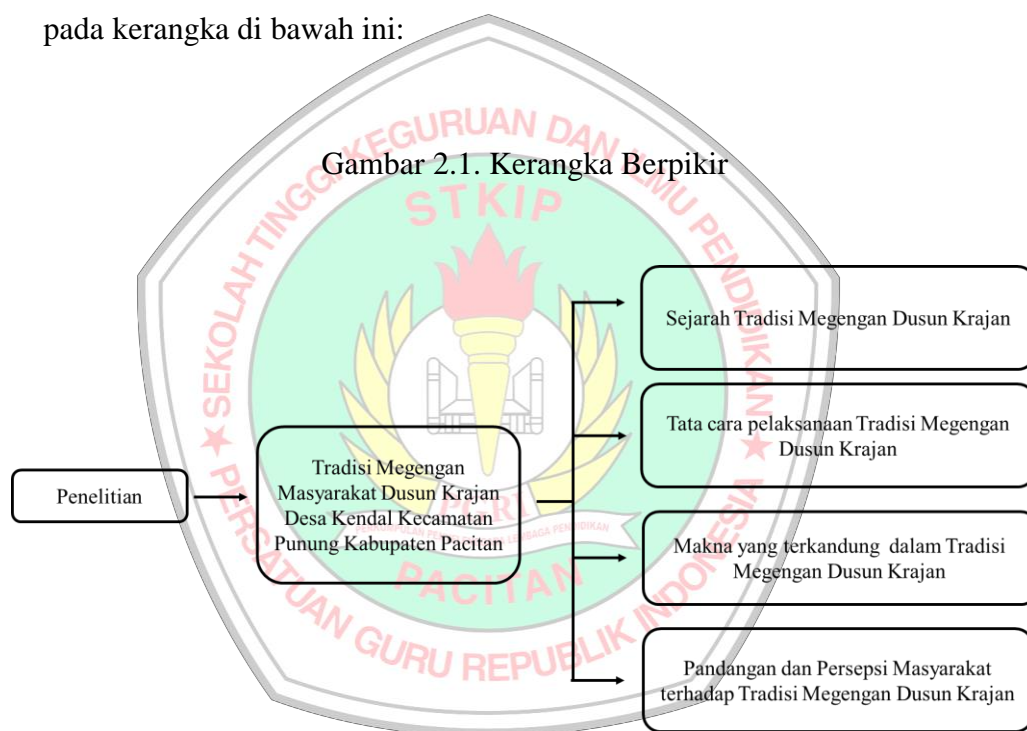 pada kerangka di bawah ini:
Gambar 2.1. Kerangka Berpikir
SEKOLAH TINGGI KEGURUAN DAN ILMU PENDIDIKAN
STKIP
Sejarah Tradisi Megengan Dusun Krajan
Tata cara pelaksanaan Tradisi Megengan
Dusun Krajan
Penelitian
Tradisi Megengan
Masyarakat Dusun Krajan
Desa Kendal Kecamatan
Punung Kabupaten Pacitan
Makna yang terkandung dalam Tradisi
Megengan Dusun Krajan
Pandangan dan Persepsi Masyarakat
terhadap Tradisi Megengan Dusun Krajan
PGRI
PACITAN
PERSATUAN GURU REPUBLIK INDONESIA